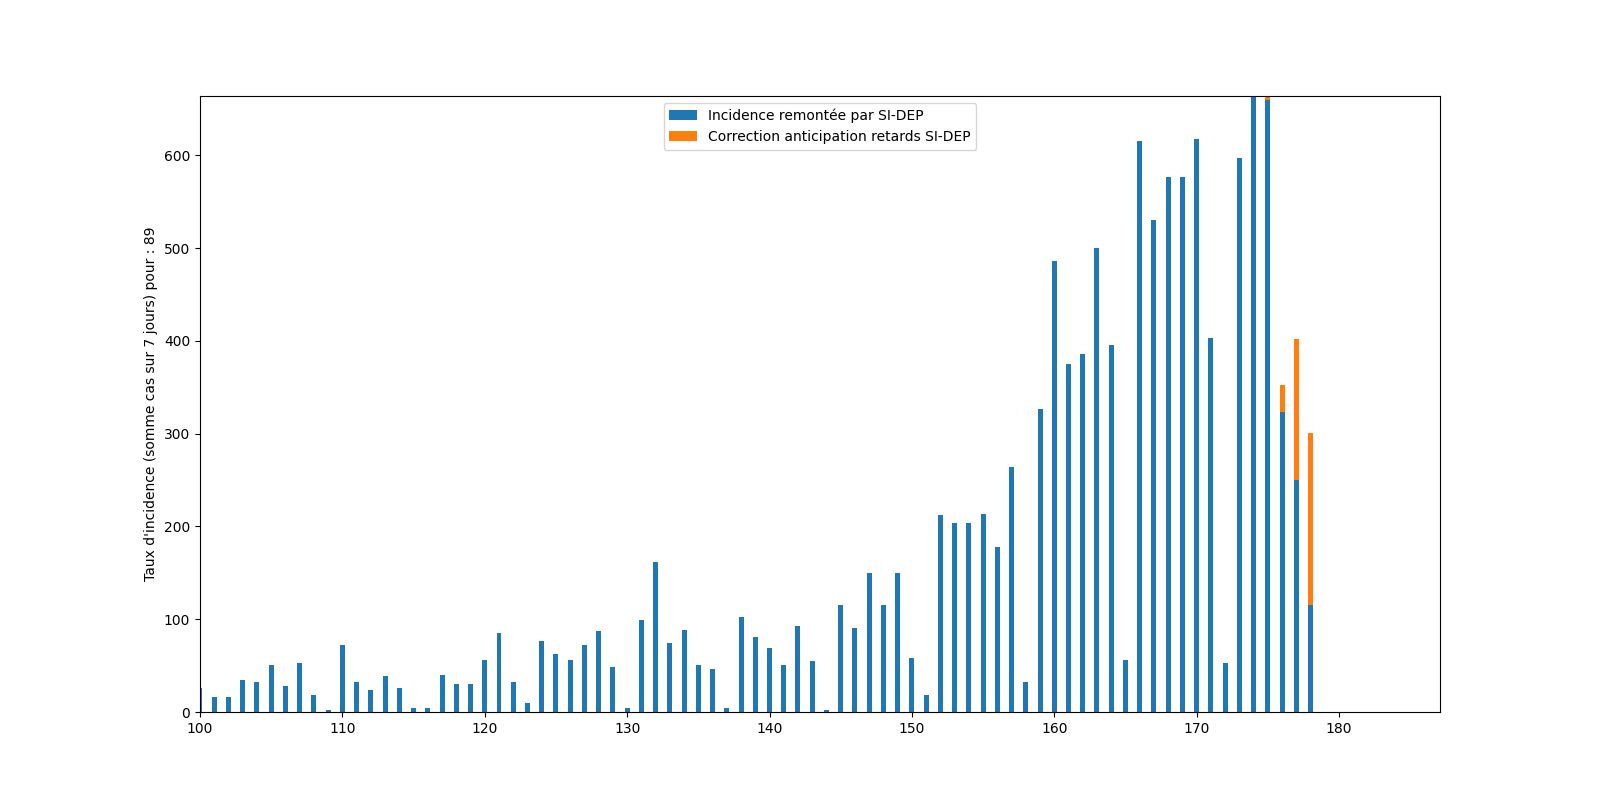 Incidence remontée par SI-DEP
Correction anticipation retards SI-DEP
Taux d'incidence (somme cas sur 7 jours) pour : 89
600
500
400
300
200
100
0
100 110 120 130 140 150 160 170 180